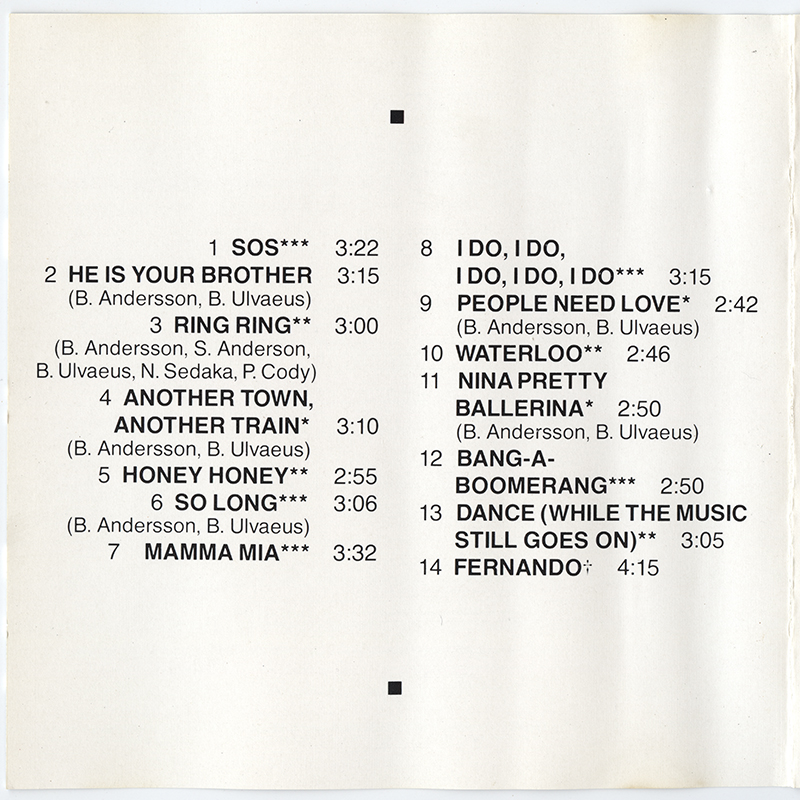 1 SOS*** 3:22
2 HE IS YOUR BROTHER 3:15
(B. Andersson, B. Ulvaeus)
3 RING RING** 3:00
(B. Andersson, S. Anderson,
B. Ulvaeus, N. Sedaka, P. Cody)
4 ANOTHER TOWN,
ANOTHER TRAIN* 3:10
(B. Andersson, B. Ulvaeus)
5 HONEY HONEY** 2:55
6 SO LONG*** 3:06
(B. Andersson, B. Ulvaeus)
7 MAMMA MIA*** 3:32
8 I DO, I DO,
I DO, I DO, I DO*** 3:15
9 PEOPLE NEED LOVE* 2:42
(B. Andersson, B. Ulvaeus)
10 WATERLOO** 2:46
11 NINA PRETTY
BALLERINA* 2:50
(B. Andersson, B. Ulvaeus)
12 BANG-A-
BOOMERANG*** 2:50
13 DANCE (WHILE THE MUSIC
STILL GOES ON)** 3:05
14 FERNANDO† 4:15